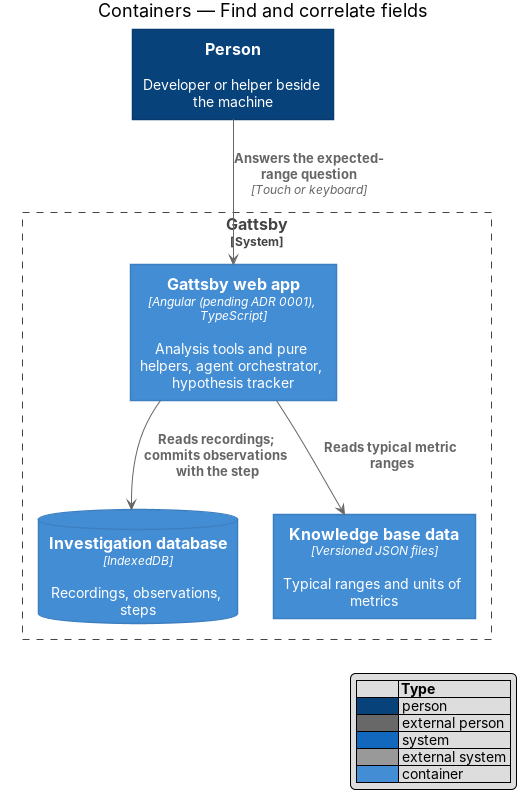 Containers — Find and correlate fields
Person
Developer or helper beside
the machine
Answers the expected-
range question
[Touch or keyboard]
Gattsby
[System]
Gattsby web app
[Angular (pending ADR 0001),
TypeScript]
Analysis tools and pure
helpers, agent orchestrator,
hypothesis tracker
Reads recordings;
commits observations
with the step
Reads typical metric
ranges
Investigation database
[IndexedDB]
Recordings, observations,
steps
Knowledge base data
[Versioned JSON files]
Typical ranges and units of
metrics
Type
person
external person
system
external system
container